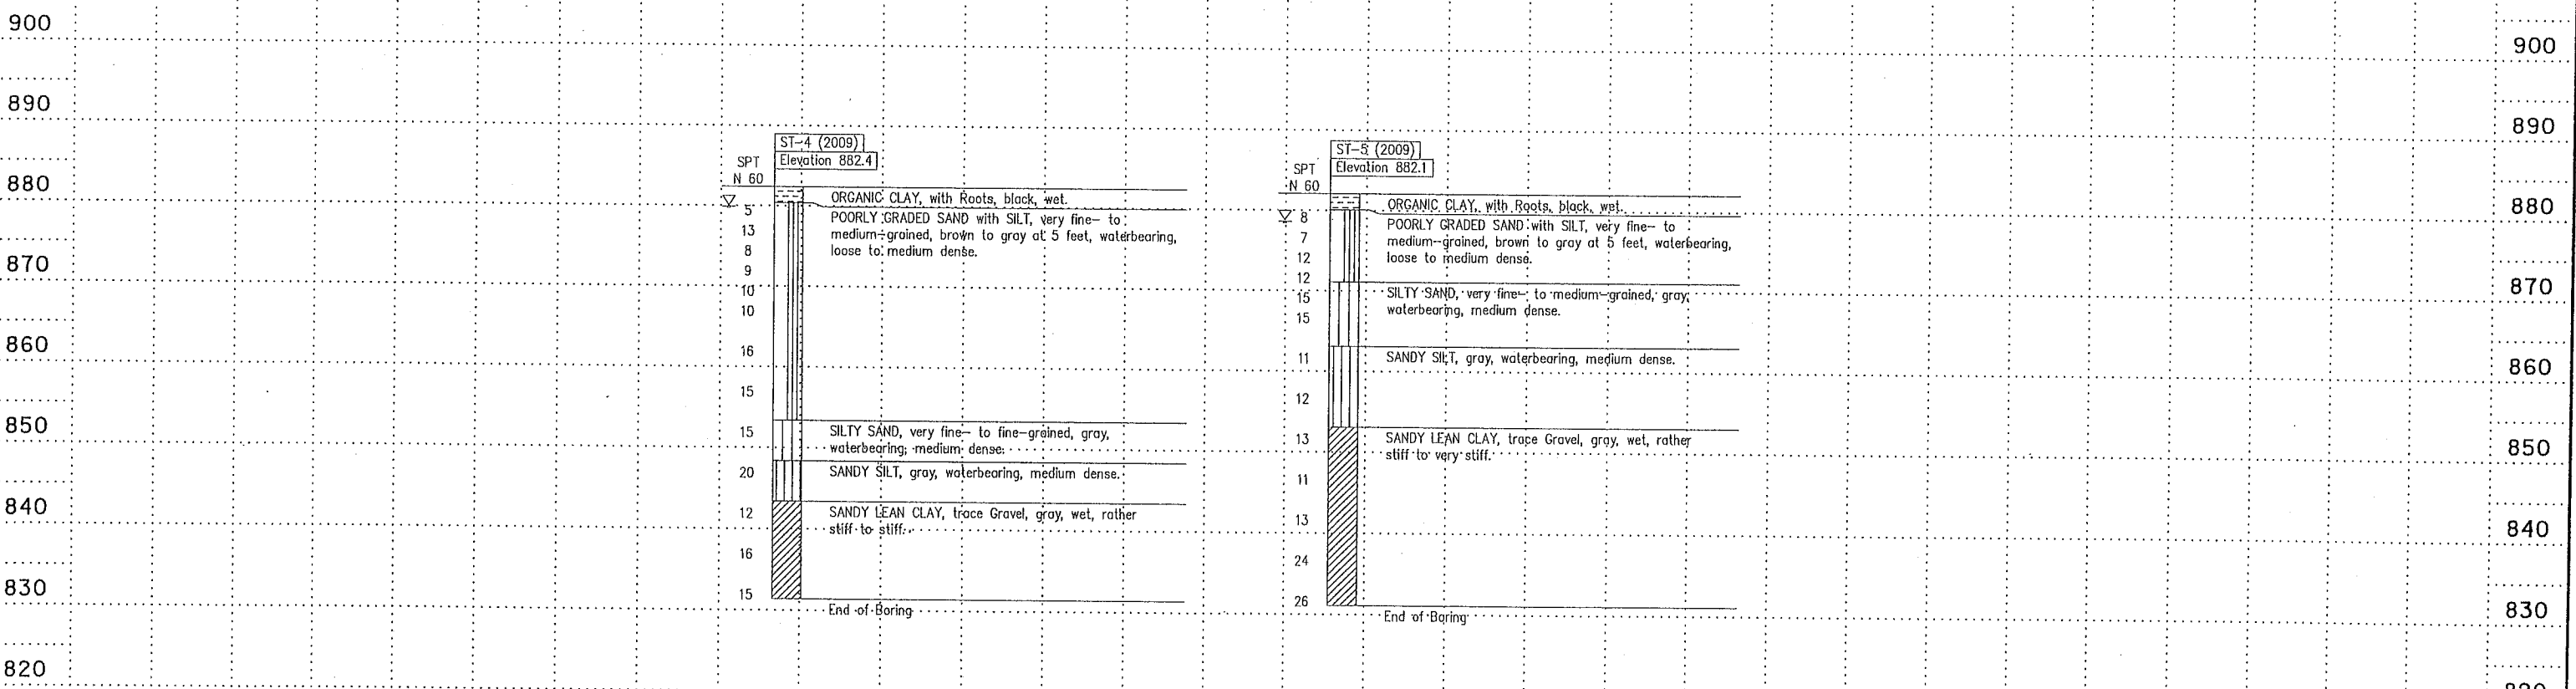 900
890
880
870
860
850
840
830
820
ST-4 (2009)
Elevation 882.4
SPT
N 60
5
13
8
9
10
10
16
15
15
20
12
16
15
ORGANIC CLAY, with Roots, black, wet.
POORLY GRADED SAND with SILT, very fine- to
medium-grained, brown to gray at 5 feet, waterbearing,
loose to medium dense.
SILTY SAND, very fine- to fine-grained, gray,
waterbearing, medium dense.
SANDY SILT, gray, waterbearing, medium dense.
SANDY LEAN CLAY, trace Gravel, gray, wet, rather
stiff to stiff.
End of Boring
ST-5 (2009)
Elevation 882.1
SPT
N 60
8
7
12
12
15
15
11
12
13
11
13
24
26
ORGANIC CLAY, with Roots, black, wet.
POORLY GRADED SAND with SILT, very fine- to
medium-grained, brown to gray at 5 feet, waterbearing,
loose to medium dense.
SILTY SAND, very fine- to medium-grained, gray,
waterbearing, medium dense.
SANDY SILT, gray, waterbearing, medium dense.
SANDY LEAN CLAY, trace Gravel, gray, wet, rather
stiff to very stiff.
End of Boring
900
890
880
870
860
850
840
830